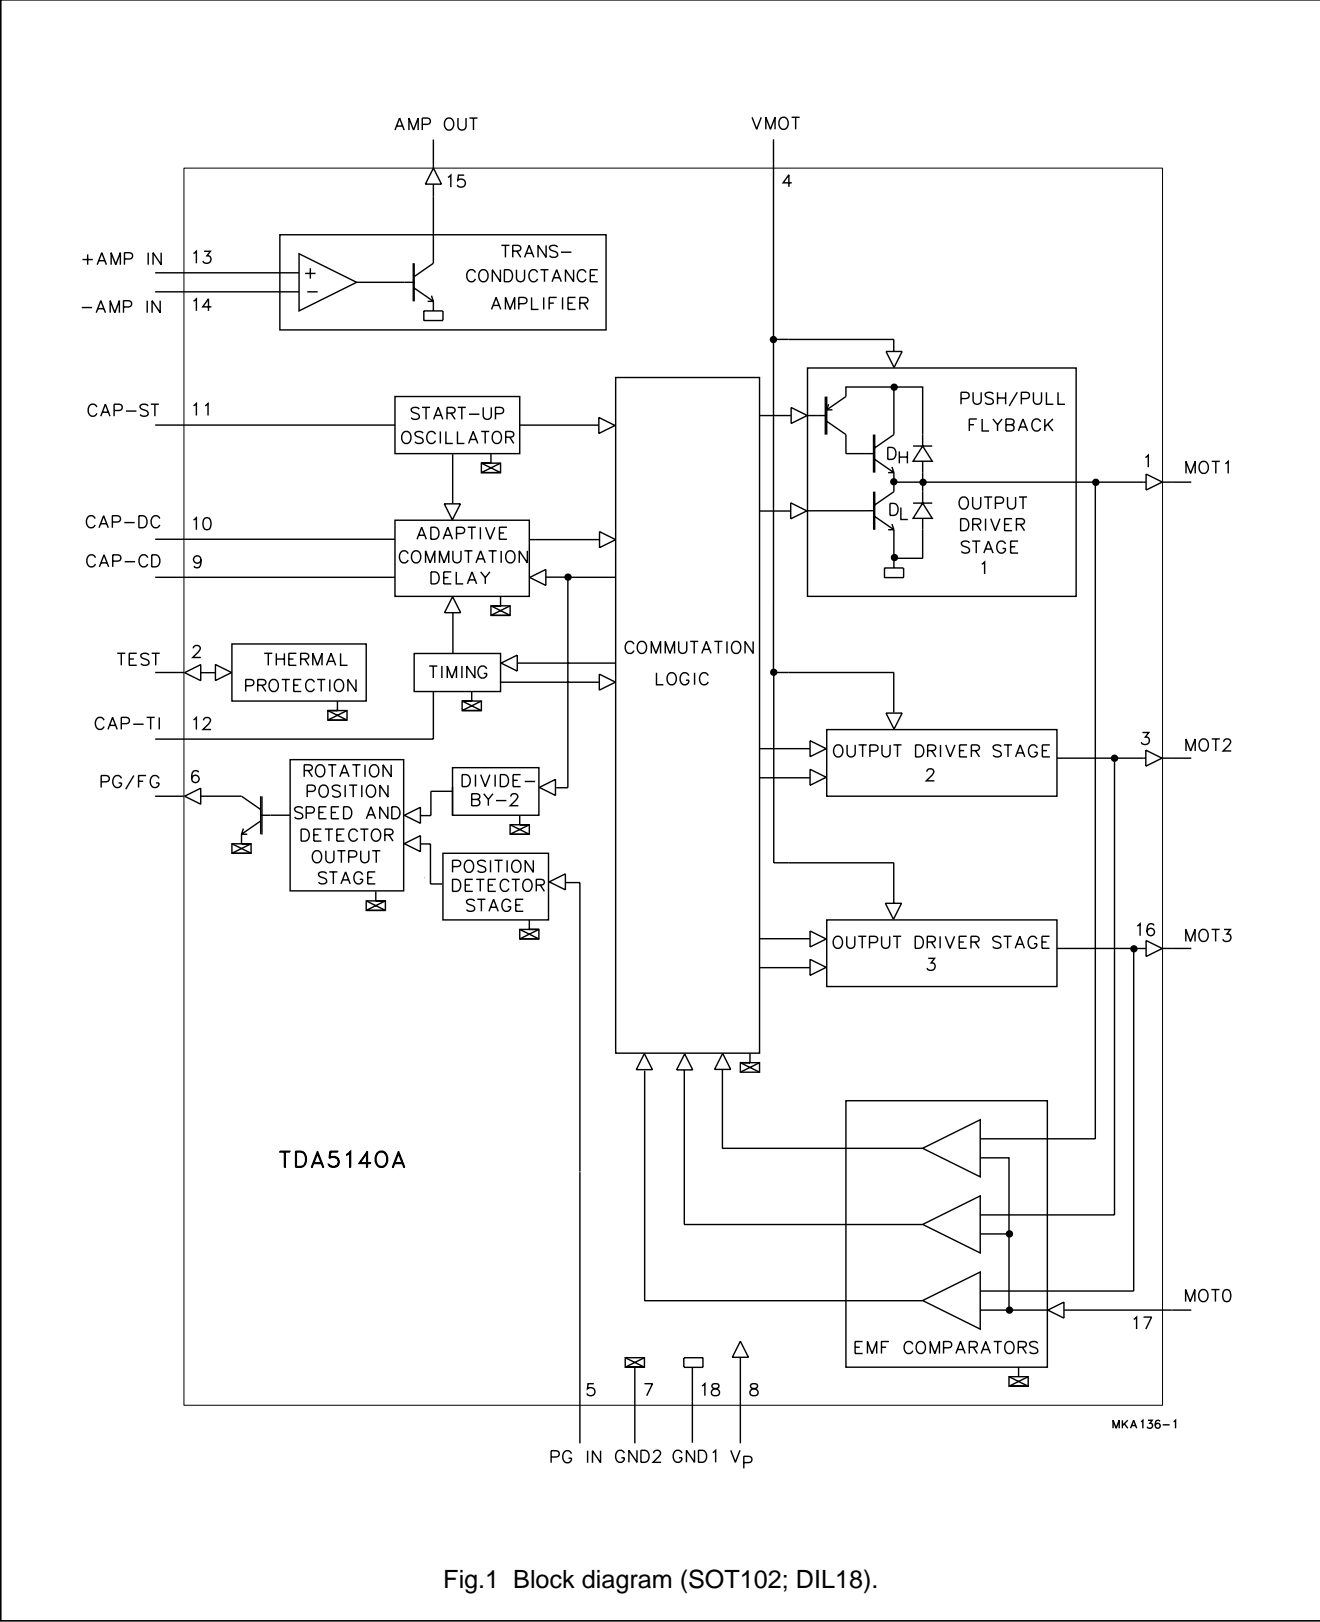 AMP OUT
VMOT
15
4
+AMP IN
13
-AMP IN
14
+
-
TRANS-
CONDUCTANCE
AMPLIFIER
CAP-ST
11
START-UP
OSCILLATOR
CAP-DC
10
CAP-CD
9
ADAPTIVE
COMMUTATION
DELAY
TEST
2
THERMAL
PROTECTION
TIMING
CAP-TI
12
PG/FG
6
ROTATION
POSITION
SPEED AND
DETECTOR
OUTPUT
STAGE
DIVIDE-
BY-2
POSITION
DETECTOR
STAGE
COMMUTATION
LOGIC
PUSH/PULL
FLYBACK
DH
DL
OUTPUT
DRIVER
STAGE
1
1
MOT1
OUTPUT DRIVER STAGE
2
3
MOT2
OUTPUT DRIVER STAGE
3
16
MOT3
TDA5140A
EMF COMPARATORS
MOT0
17
5
7
18
8
PG IN GND2 GND1 VP
MKA136-1
Fig.1 Block diagram (SOT102; DIL18).